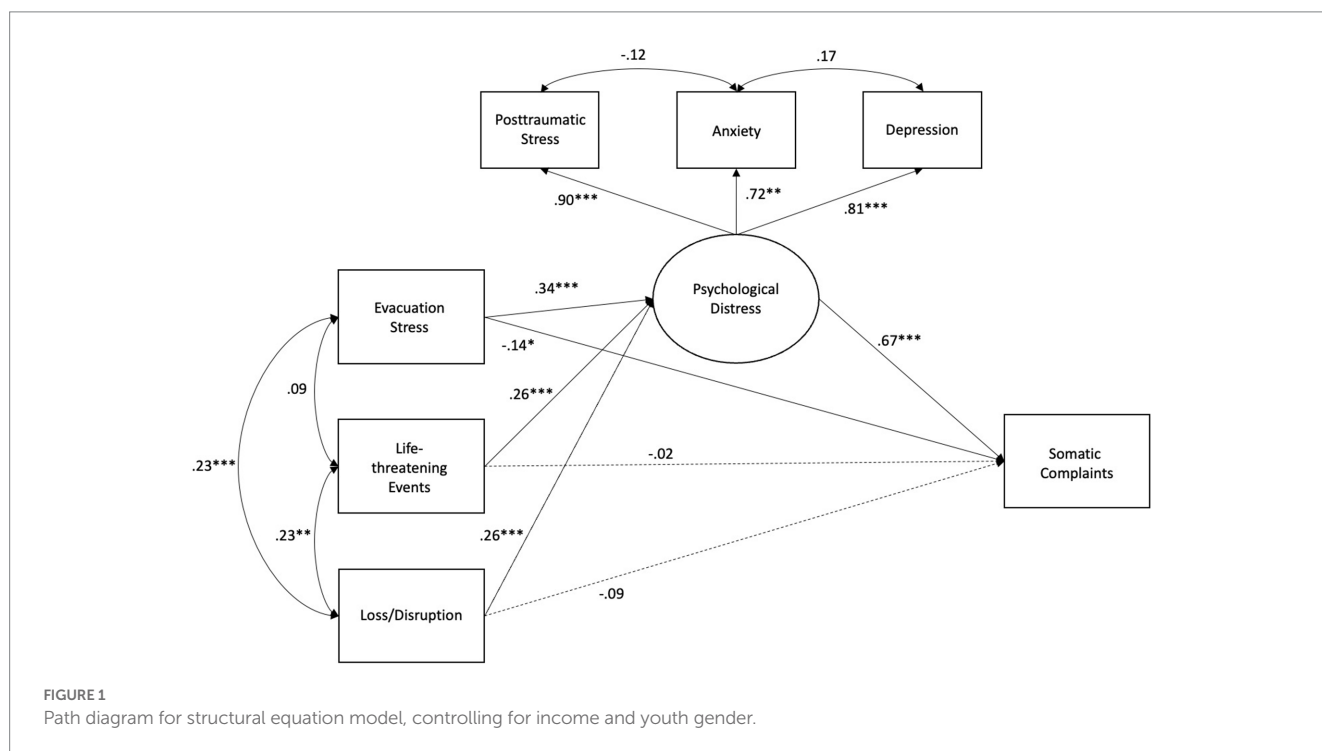 -.12
.17
Posttraumatic
Stress
Anxiety
Depression
.90***
.72**
.81***
Psychological
Distress
Evacuation
Stress
.34***
-.14*
.67***
.09
.26***
Life-
threatening
Events
-.02
Somatic
Complaints
.23***
.23**
.26***
Loss/Disruption
-.09
FIGURE 1
Path diagram for structural equation model, controlling for income and youth gender.